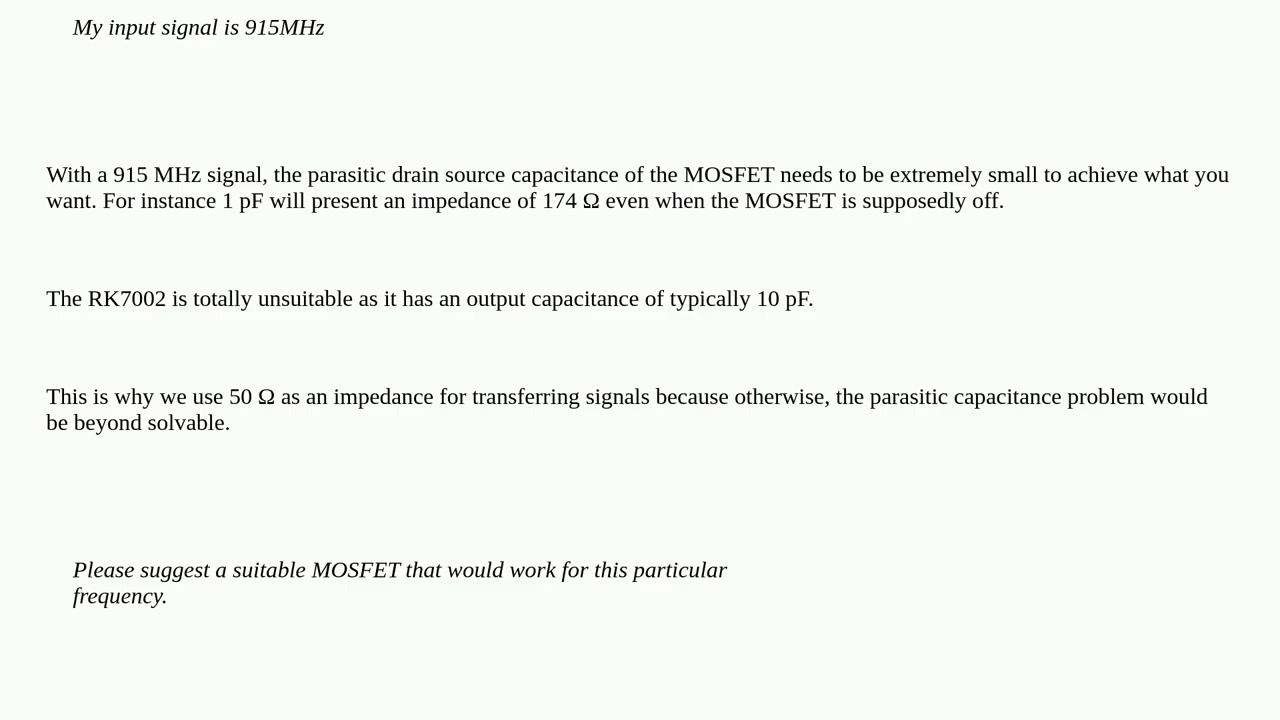 My input signal is 915MHz
With a 915 MHz signal, the parasitic drain source capacitance of the MOSFET needs to be extremely small to achieve what you
want. For instance 1 pF will present an impedance of 174 Ω even when the MOSFET is supposedly off.
The RK7002 is totally unsuitable as it has an output capacitance of typically 10 pF.
This is why we use 50 Ω as an impedance for transferring signals because otherwise, the parasitic capacitance problem would
be beyond solvable.
Please suggest a suitable MOSFET that would work for this particular
frequency.